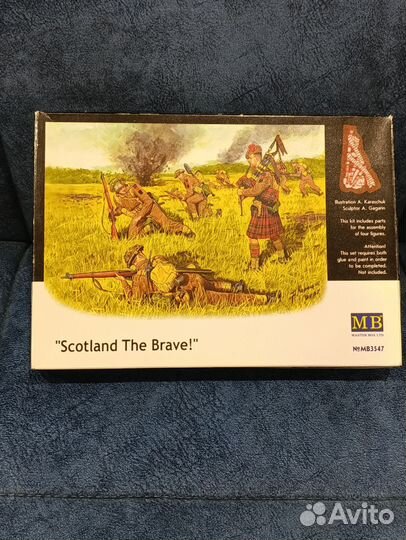 Illustration A. Karaschuk
Sculptor A. Gagarin
This kit includes parts
for the assembly
of four figures.
Attention!
This set requires both
glue and paint in order
to be completed.
Not included.
MB
MASTER BOX LTD
"Scotland The Brave!"
№MB3547
Avito